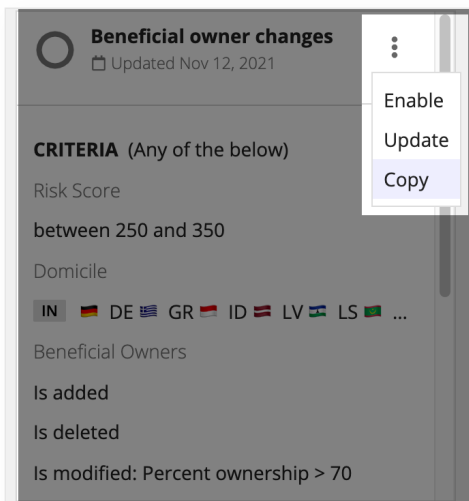 Beneficial owner changes
Updated Nov 12, 2021
Enable
Update
Copy
CRITERIA (Any of the below)
Risk Score
between 250 and 350
Domicile
IN DE GR ID LV LS ...
Beneficial Owners
Is added
Is deleted
Is modified: Percent ownership > 70